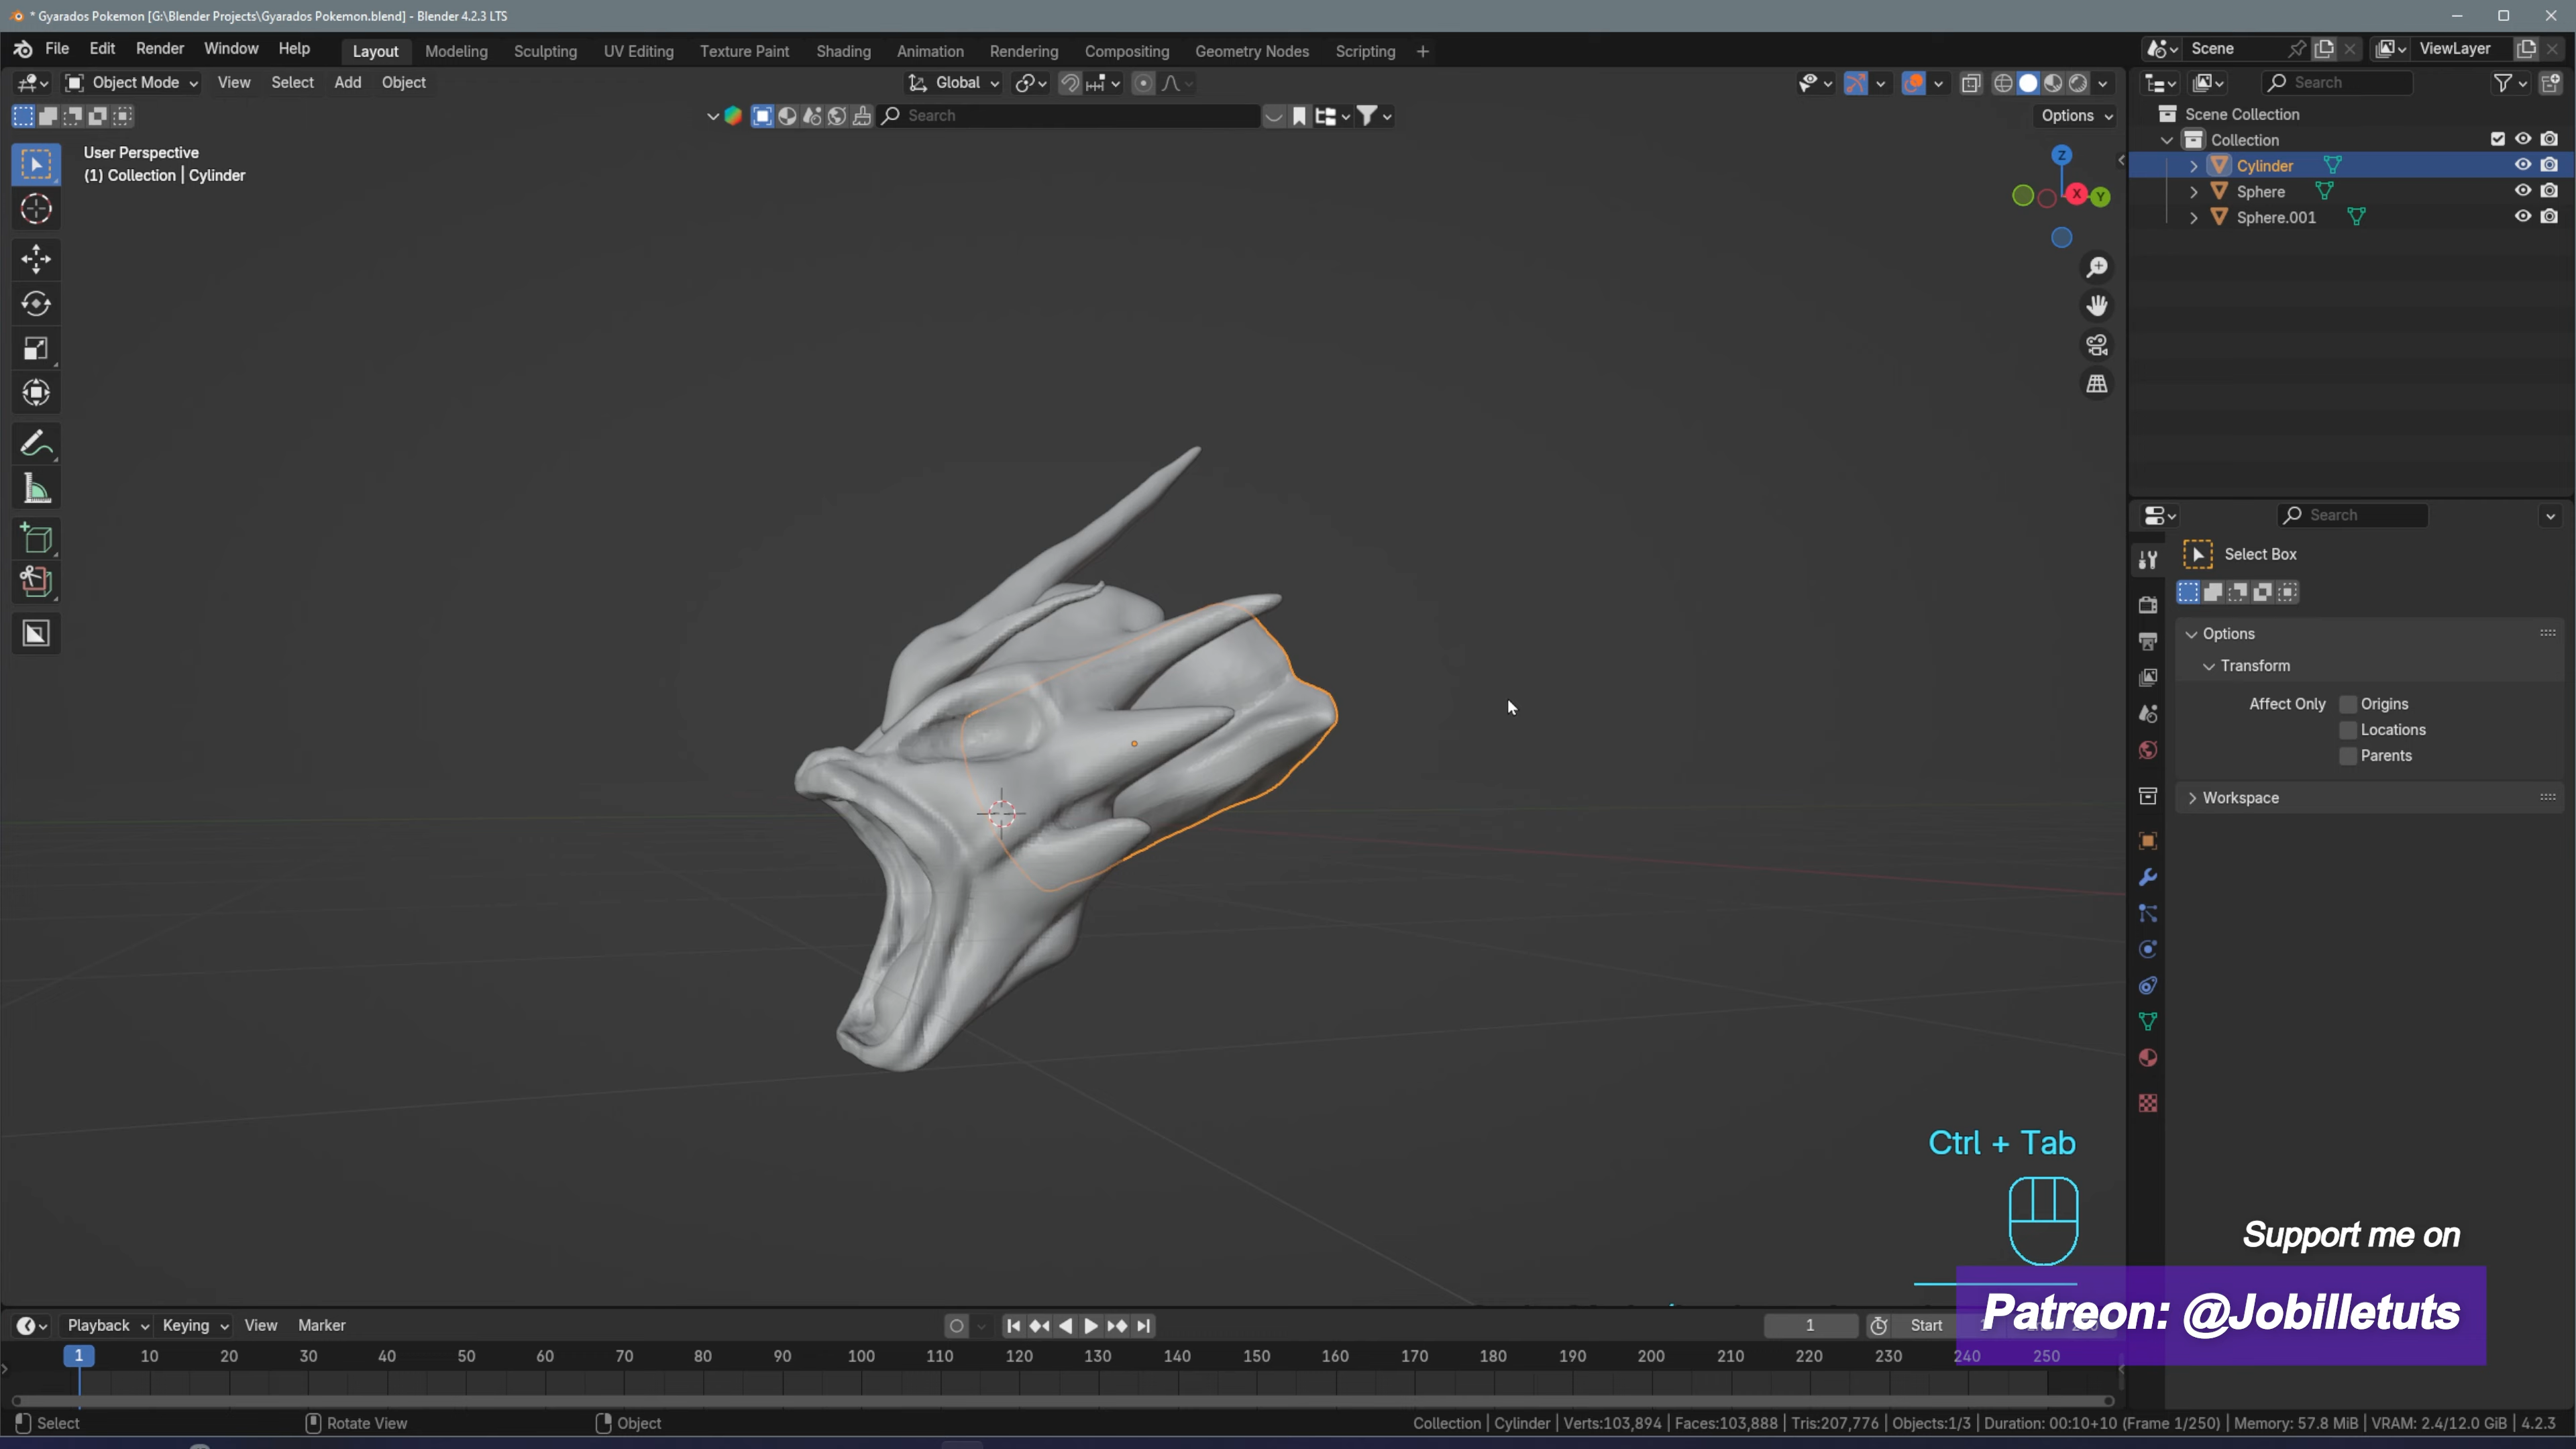 * Gyarados Pokemon [G:\Blender Projects\Gyarados Pokemon.blend] - Blender 4.2.3 LTS
File Edit Render Window Help Layout Modeling Sculpting UV Editing Texture Paint Shading Animation Rendering Compositing Geometry Nodes Scripting + Scene ViewLayer
Object Mode View Select Add Object Global Search
Search Options
User Perspective
(1) Collection | Cylinder
Z
X Y
Scene Collection
Collection
Cylinder
Sphere
Sphere.001
Search
Select Box
Options
Transform
Affect Only Origins
Locations
Parents
Workspace
Ctrl + Tab
Support me on
Patreon: @Jobilletuts
Playback Keying View Marker 1 Start
1 10 20 30 40 50 60 70 80 90 100 110 120 130 140 150 160 170 180 190 200 210 220 230 240 250
Select Rotate View Object Collection | Cylinder | Verts:103,894 | Faces:103,888 | Tris:207,776 | Objects:1/3 | Duration: 00:10+10 (Frame 1/250) | Memory: 57.8 MiB | VRAM: 2.4/12.0 GiB | 4.2.3